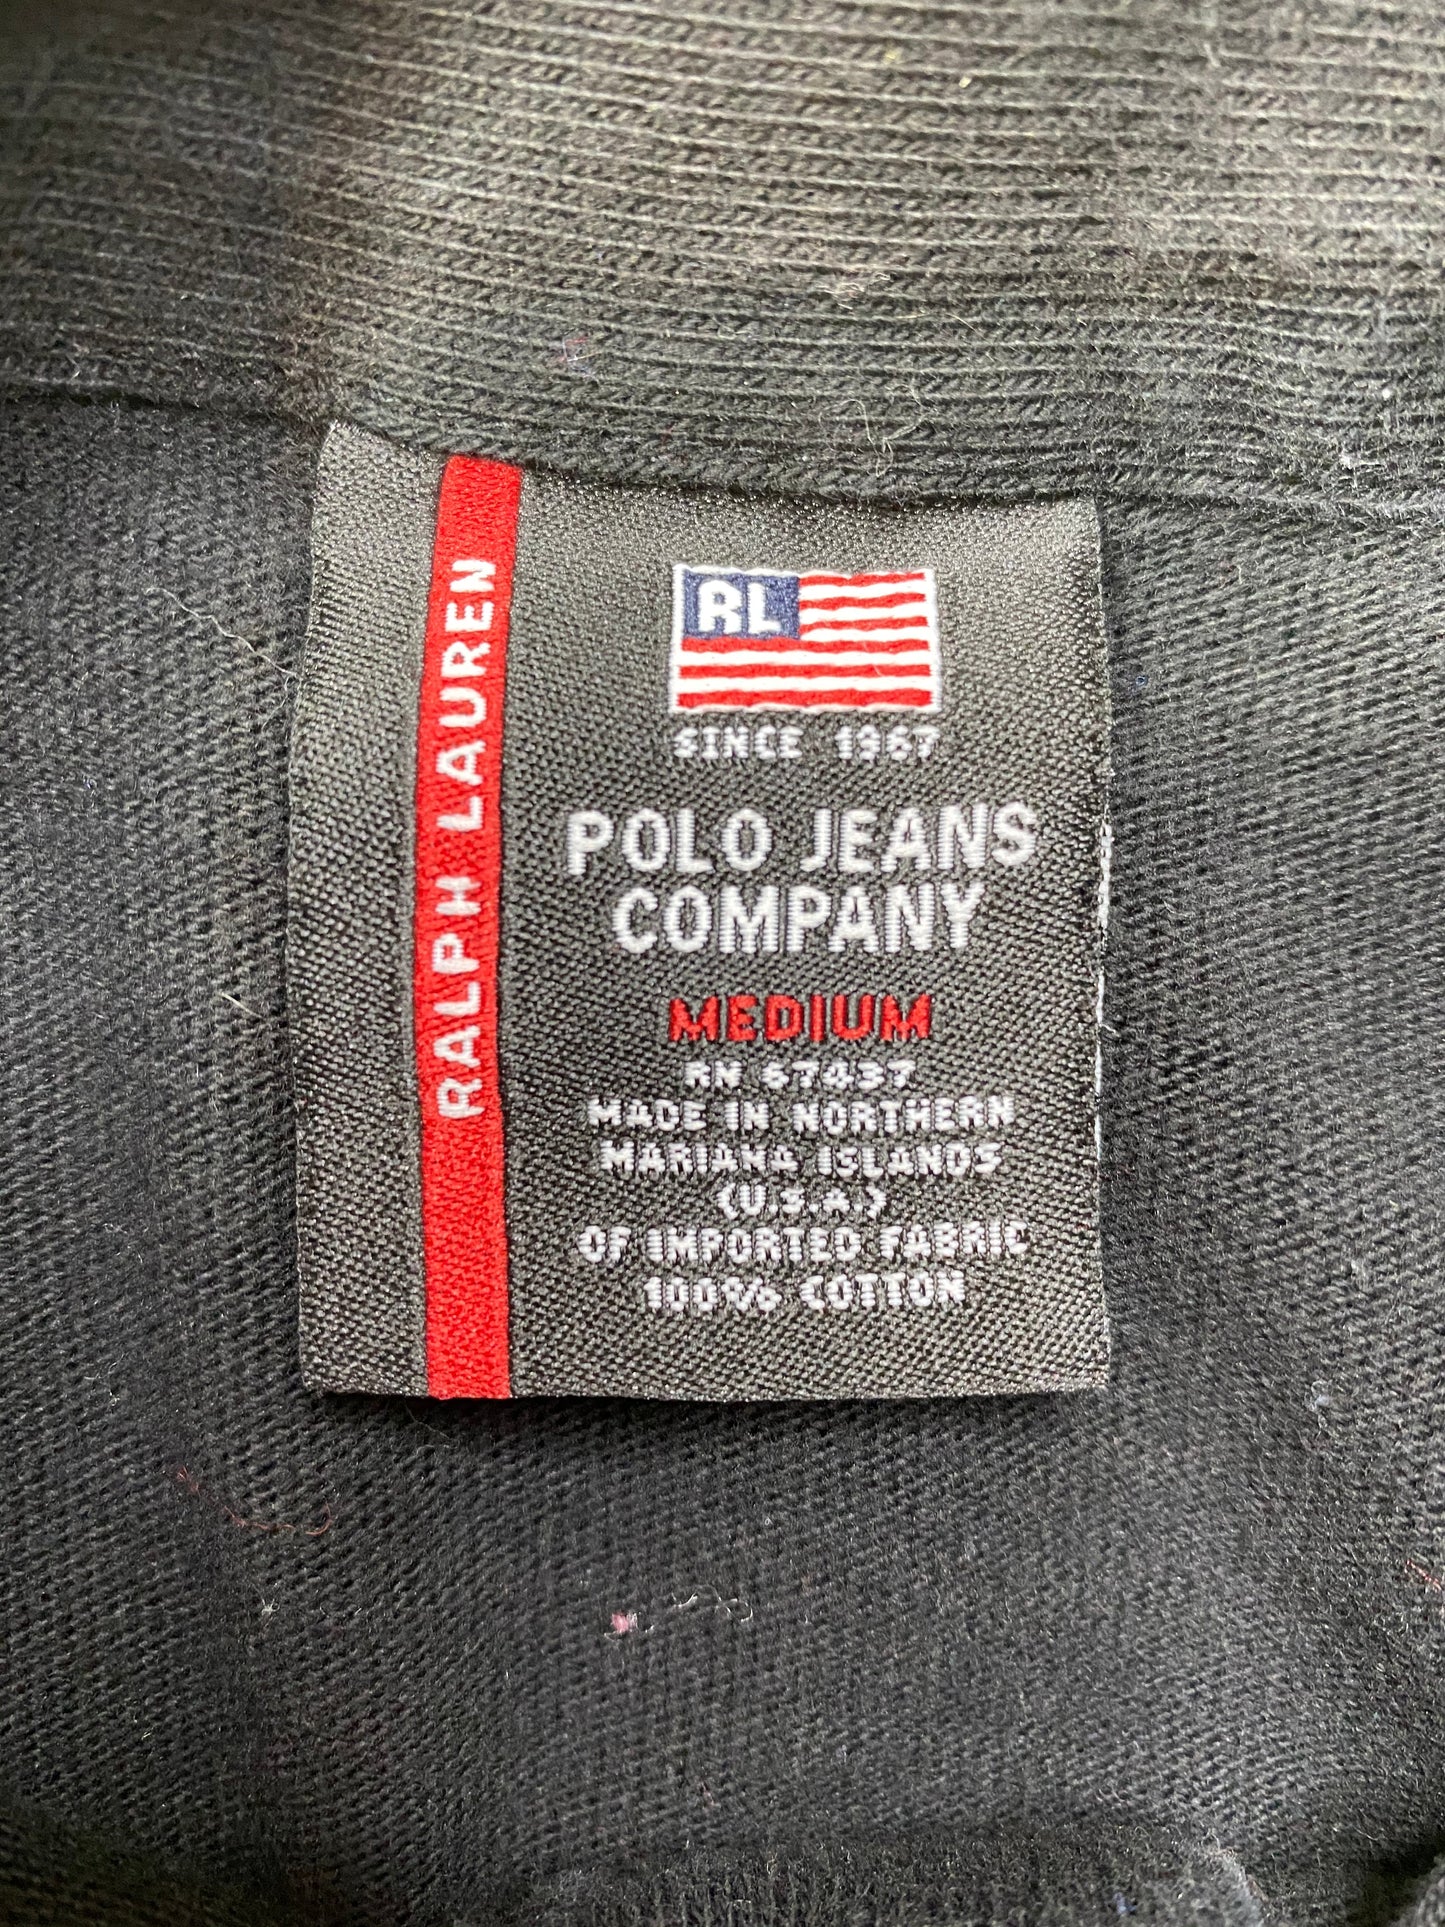 RALPH LAUREN
RL
SINCE 1967
POLO JEANS
COMPANY
MEDIUM
RN 67437
MADE IN NORTHERN
MARIANA ISLANDS
(U.S.A.)
OF IMPORTED FABRIC
100% COTTON